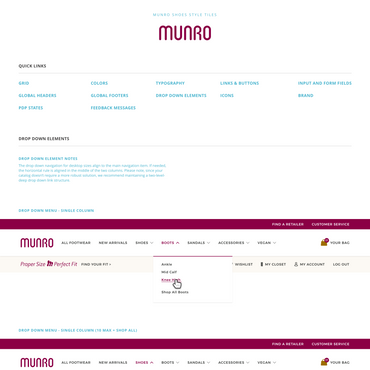 MUNRO SHOES STYLE TILES
MUNRO
QUICK LINKS
GRID COLORS TYPOGRAPHY LINKS & BUTTONS INPUT AND FORM FIELDS
GLOBAL HEADERS GLOBAL FOOTERS DROP DOWN ELEMENTS ICONS BRAND
POP STATES FEEDBACK MESSAGES
DROP DOWN ELEMENTS
DROP DOWN ELEMENT NOTES
DROP DOWN MENU - SINGLE COLUMN
FIND A RETAILER CUSTOMER SERVICE
MUNRO ALL FOOTWEAR NEW ARRIVALS SHOES BOOTS SANDALS ACCESSORIES VEGAN YOUR BAG
Paper Size Perfect Fit FIND YOUR FIT WISHLIST MY CLOSET MY ACCOUNT LOG OUT
Ankle
Mid Calf
Knee
Shop All Boots
DROP DOWN MENU - SINGLE COLUMN (10 MAX + SHOP ALL)
FIND A RETAILER CUSTOMER SERVICE
MUNRO ALL FOOTWEAR NEW ARRIVALS SHOES BOOTS SANDALS ACCESSORIES VEGAN YOUR BAG